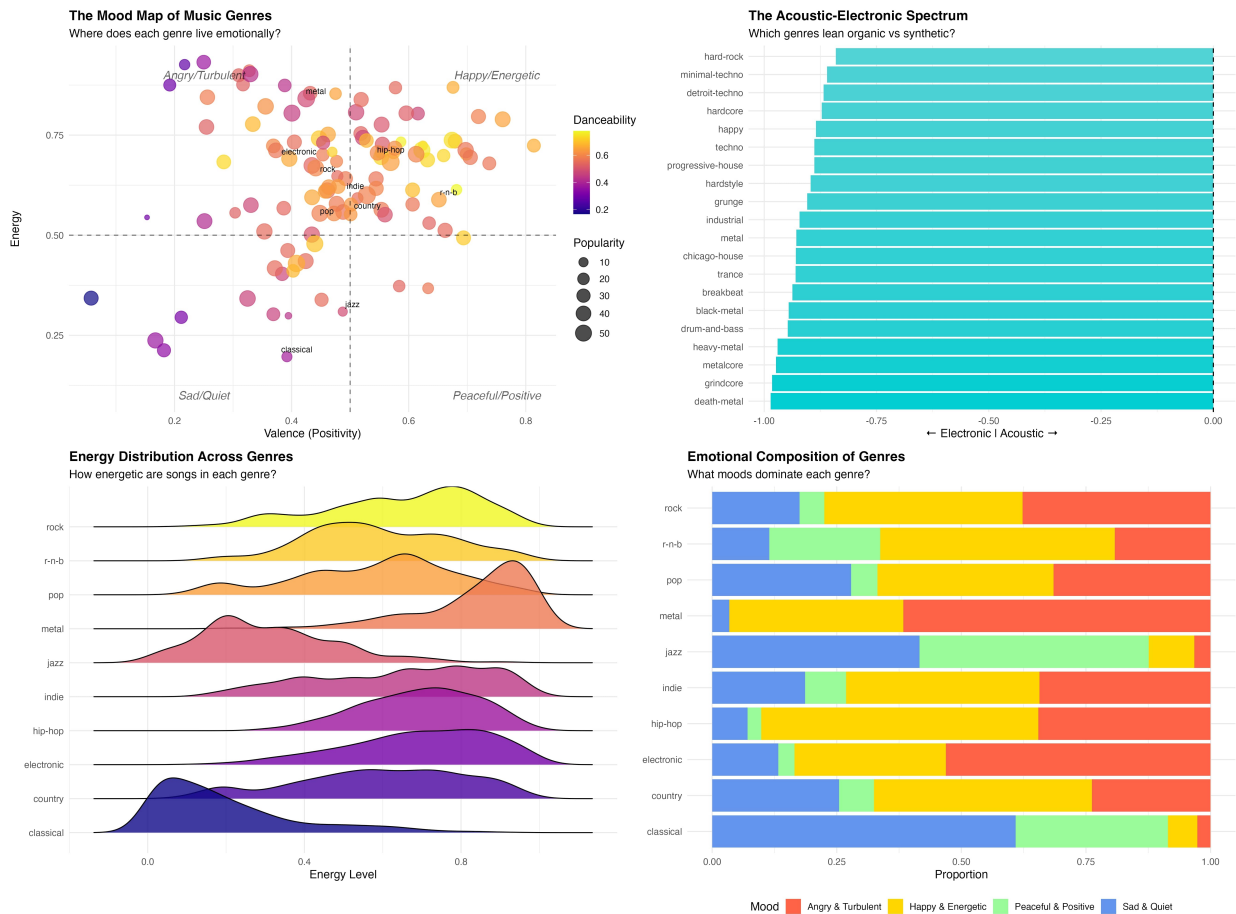 The Mood Map of Music Genres
Where does each genre live emotionally?
Angry/Turbulent
Happy/Energetic
metal
electronic
hip-hop
rock
indie
r-n-b
pop
country
jazz
classical
Sad/Quiet
Peaceful/Positive
Energy
0.75
0.50
0.25
0.2
0.4
0.6
0.8
Valence (Positivity)
Danceability
0.6
0.4
0.2
Popularity
10
20
30
40
50
The Acoustic-Electronic Spectrum
Which genres lean organic vs synthetic?
hard-rock
minimal-techno
detroit-techno
hardcore
happy
techno
progressive-house
hardstyle
grunge
industrial
metal
chicago-house
trance
breakbeat
black-metal
drum-and-bass
heavy-metal
metalcore
grindcore
death-metal
-1.00
-0.75
-0.50
-0.25
0.00
← Electronic | Acoustic →
Energy Distribution Across Genres
How energetic are songs in each genre?
rock
r-n-b
pop
metal
jazz
indie
hip-hop
electronic
country
classical
0.0
0.4
0.8
Energy Level
Emotional Composition of Genres
What moods dominate each genre?
rock
r-n-b
pop
metal
jazz
indie
hip-hop
electronic
country
classical
0.00
0.25
0.50
0.75
1.00
Proportion
Mood
Angry & Turbulent
Happy & Energetic
Peaceful & Positive
Sad & Quiet